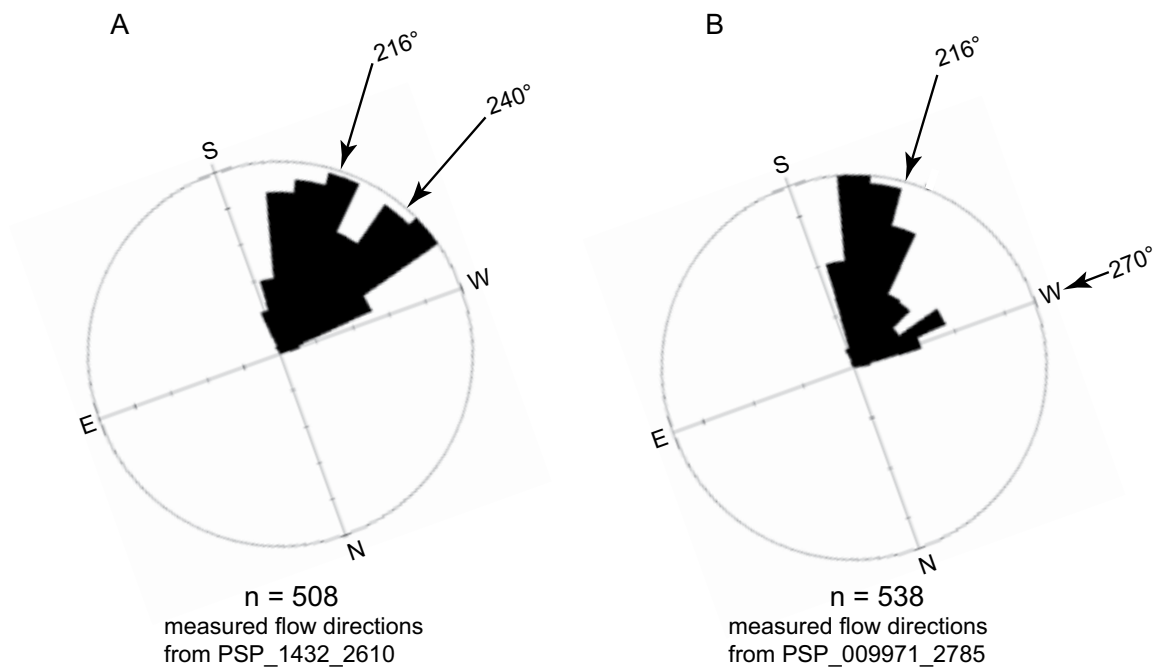 A
216°
240°
S
W
E
N
n = 508
measured flow directions
from PSP_1432_2610
B
216°
S
270°
W
E
N
n = 538
measured flow directions
from PSP_009971_2785